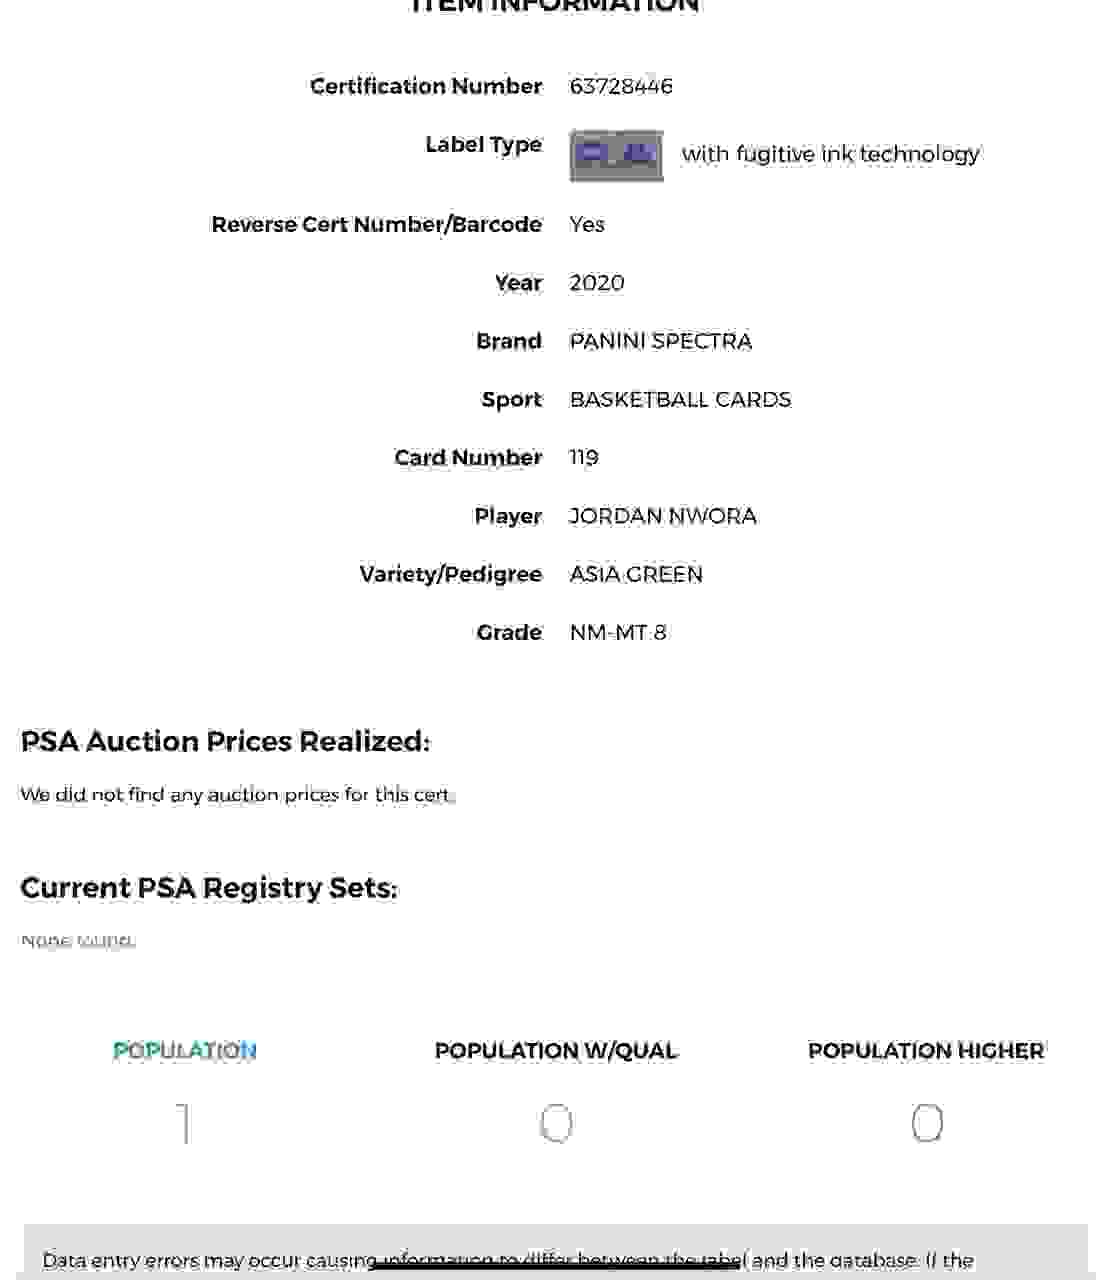 ITEM INFORMATION
Certification Number 63728446
Label Type with fugitive ink technology
Reverse Cert Number/Barcode Yes
Year 2020
Brand PANINI SPECTRA
Sport BASKETBALL CARDS
Card Number 119
Player JORDAN NWORA
Variety/Pedigree ASIA GREEN
Grade NM-MT 8
PSA Auction Prices Realized:
We did not find any auction prices for this cert.
Current PSA Registry Sets:
None found.
POPULATION POPULATION W/QUAL POPULATION HIGHER
1 0 0
Data entry errors may occur causing information to differ between the label and the database. If the